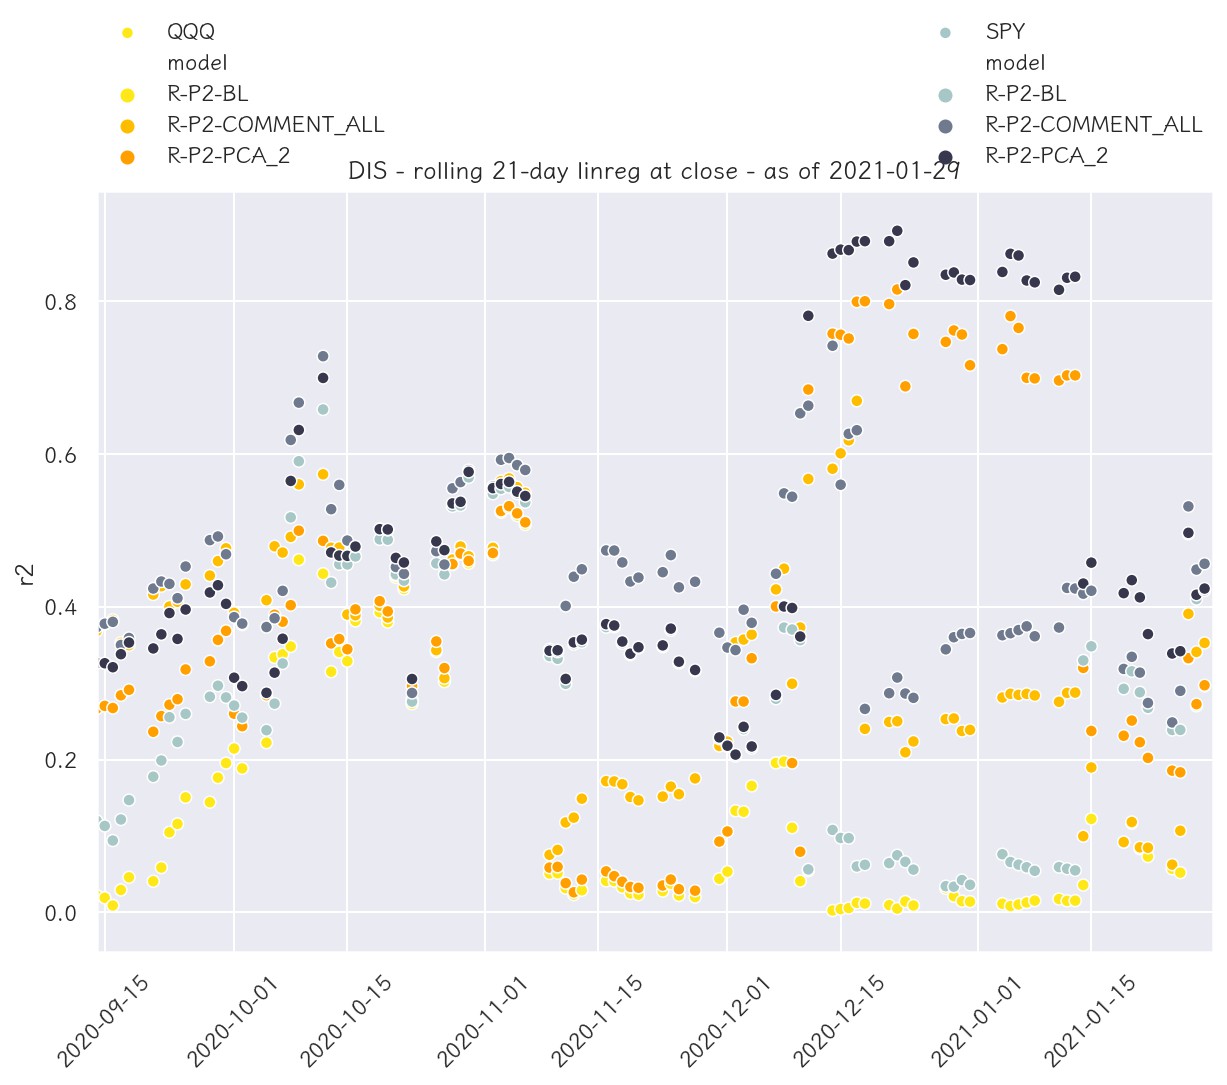 QQQ
model
R-P2-BL
R-P2-COMMENT_ALL
R-P2-PCA_2
SPY
model
R-P2-BL
R-P2-COMMENT_ALL
R-P2-PCA_2
DIS - rolling 21-day linreg at close - as of 2021-01-29
r2
0.8
0.6
0.4
0.2
0.0
2020-09-15
2020-10-01
2020-10-15
2020-11-01
2020-11-15
2020-12-01
2020-12-15
2021-01-01
2021-01-15